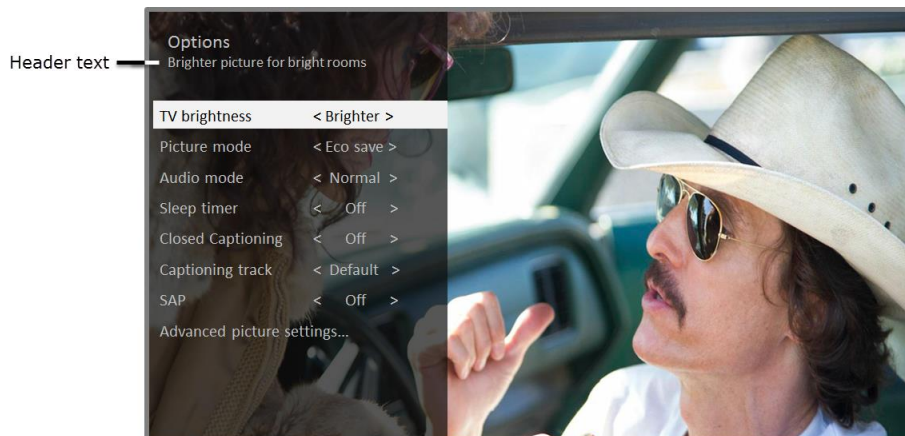 Options
Header text
Brighter picture for bright rooms
TV brightness < Brighter >
Picture mode < Eco save >
Audio mode < Normal >
Sleep timer < Off >
Closed Captioning < Off >
Captioning track < Default >
SAP < Off >
Advanced picture settings...